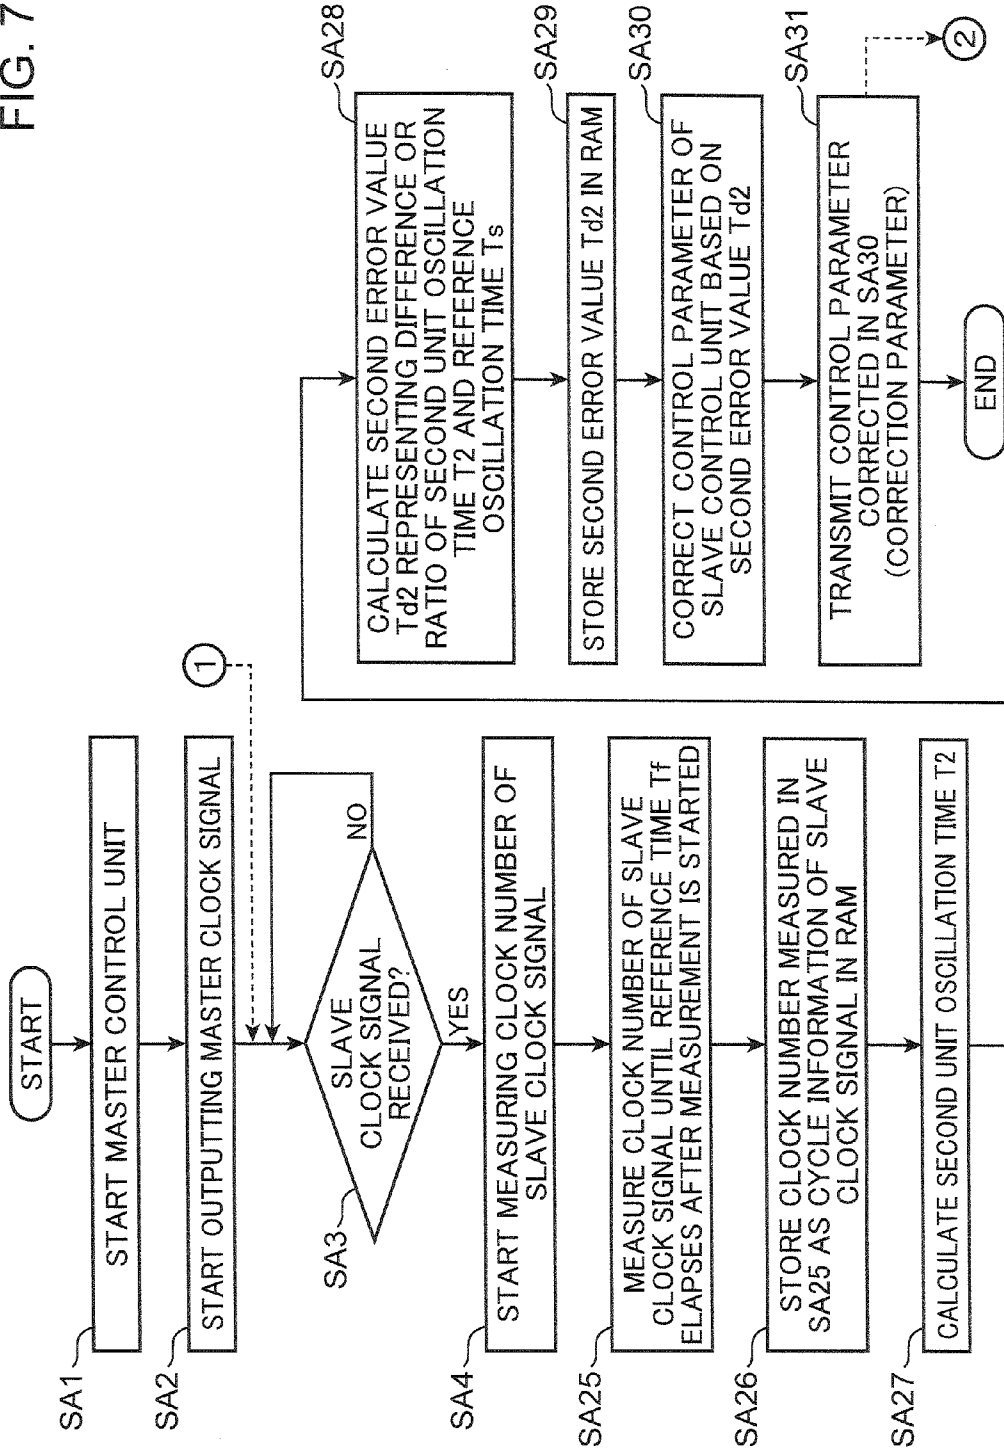 FIG. 7
START
SA1
START MASTER CONTROL UNIT
SA2
START OUTPUTTING MASTER CLOCK SIGNAL
1
SA3
SLAVE
CLOCK SIGNAL
RECEIVED?
NO
YES
SA4
START MEASURING CLOCK NUMBER OF
SLAVE CLOCK SIGNAL
SA25
MEASURE CLOCK NUMBER OF SLAVE
CLOCK SIGNAL UNTIL REFERENCE TIME Tf
ELAPSES AFTER MEASUREMENT IS STARTED
SA26
STORE CLOCK NUMBER MEASURED IN
SA25 AS CYCLE INFORMATION OF SLAVE
CLOCK SIGNAL IN RAM
SA27
CALCULATE SECOND UNIT OSCILLATION TIME T2
SA28
CALCULATE SECOND ERROR VALUE
Td2 REPRESENTING DIFFERENCE OR
RATIO OF SECOND UNIT OSCILLATION
TIME T2 AND REFERENCE
OSCILLATION TIME Ts
SA29
STORE SECOND ERROR VALUE Td2 IN RAM
SA30
CORRECT CONTROL PARAMETER OF
SLAVE CONTROL UNIT BASED ON
SECOND ERROR VALUE Td2
SA31
TRANSMIT CONTROL PARAMETER
CORRECTED IN SA30
(CORRECTION PARAMETER)
2
END